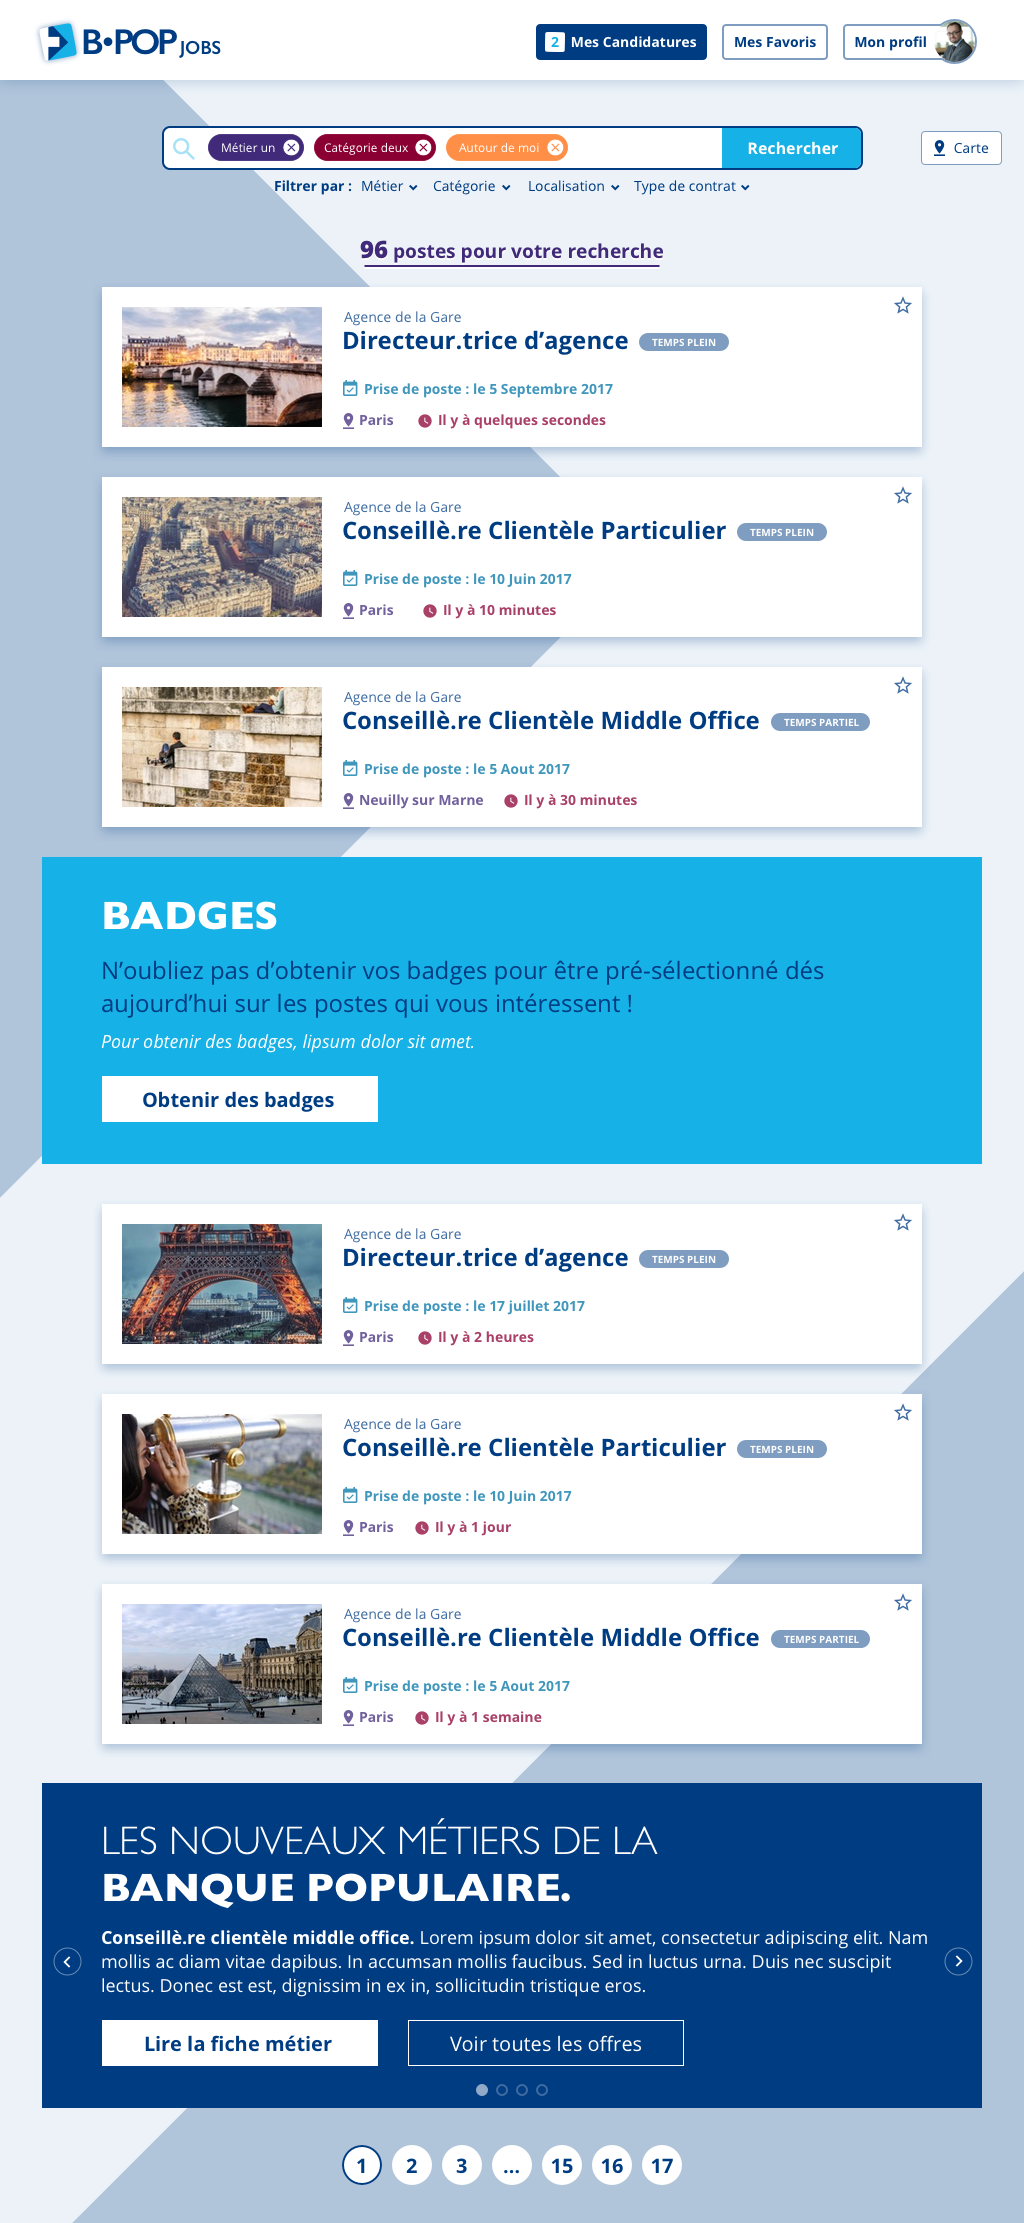 B•POP JOBS
2 Mes Candidatures
Mes Favoris
Mon profil
Métier un
Catégorie deux
Autour de moi
Rechercher
Carte
Filtrer par : Métier Catégorie Localisation Type de contrat
96 postes pour votre recherche
Agence de la Gare
Directeur.trice d’agence TEMPS PLEIN
Prise de poste : le 5 Septembre 2017
Paris Il y à quelques secondes
Agence de la Gare
Conseillè.re Clientèle Particulier TEMPS PLEIN
Prise de poste : le 10 Juin 2017
Paris Il y à 10 minutes
Agence de la Gare
Conseillè.re Clientèle Middle Office TEMPS PARTIEL
Prise de poste : le 5 Aout 2017
Neuilly sur Marne Il y à 30 minutes
BADGES
N’oubliez pas d’obtenir vos badges pour être pré-sélectionné dés
aujourd’hui sur les postes qui vous intéressent !
Pour obtenir des badges, lipsum dolor sit amet.
Obtenir des badges
Agence de la Gare
Directeur.trice d’agence TEMPS PLEIN
Prise de poste : le 17 juillet 2017
Paris Il y à 2 heures
Agence de la Gare
Conseillè.re Clientèle Particulier TEMPS PLEIN
Prise de poste : le 10 Juin 2017
Paris Il y à 1 jour
Agence de la Gare
Conseillè.re Clientèle Middle Office TEMPS PARTIEL
Prise de poste : le 5 Aout 2017
Paris Il y à 1 semaine
LES NOUVEAUX MÉTIERS DE LA
BANQUE POPULAIRE.
Conseillè.re clientèle middle office. Lorem ipsum dolor sit amet, consectetur adipiscing elit. Nam
mollis ac diam vitae dapibus. In accumsan mollis faucibus. Sed in luctus urna. Duis nec suscipit
lectus. Donec est est, dignissim in ex in, sollicitudin tristique eros.
Lire la fiche métier
Voir toutes les offres
1 2 3 ... 15 16 17